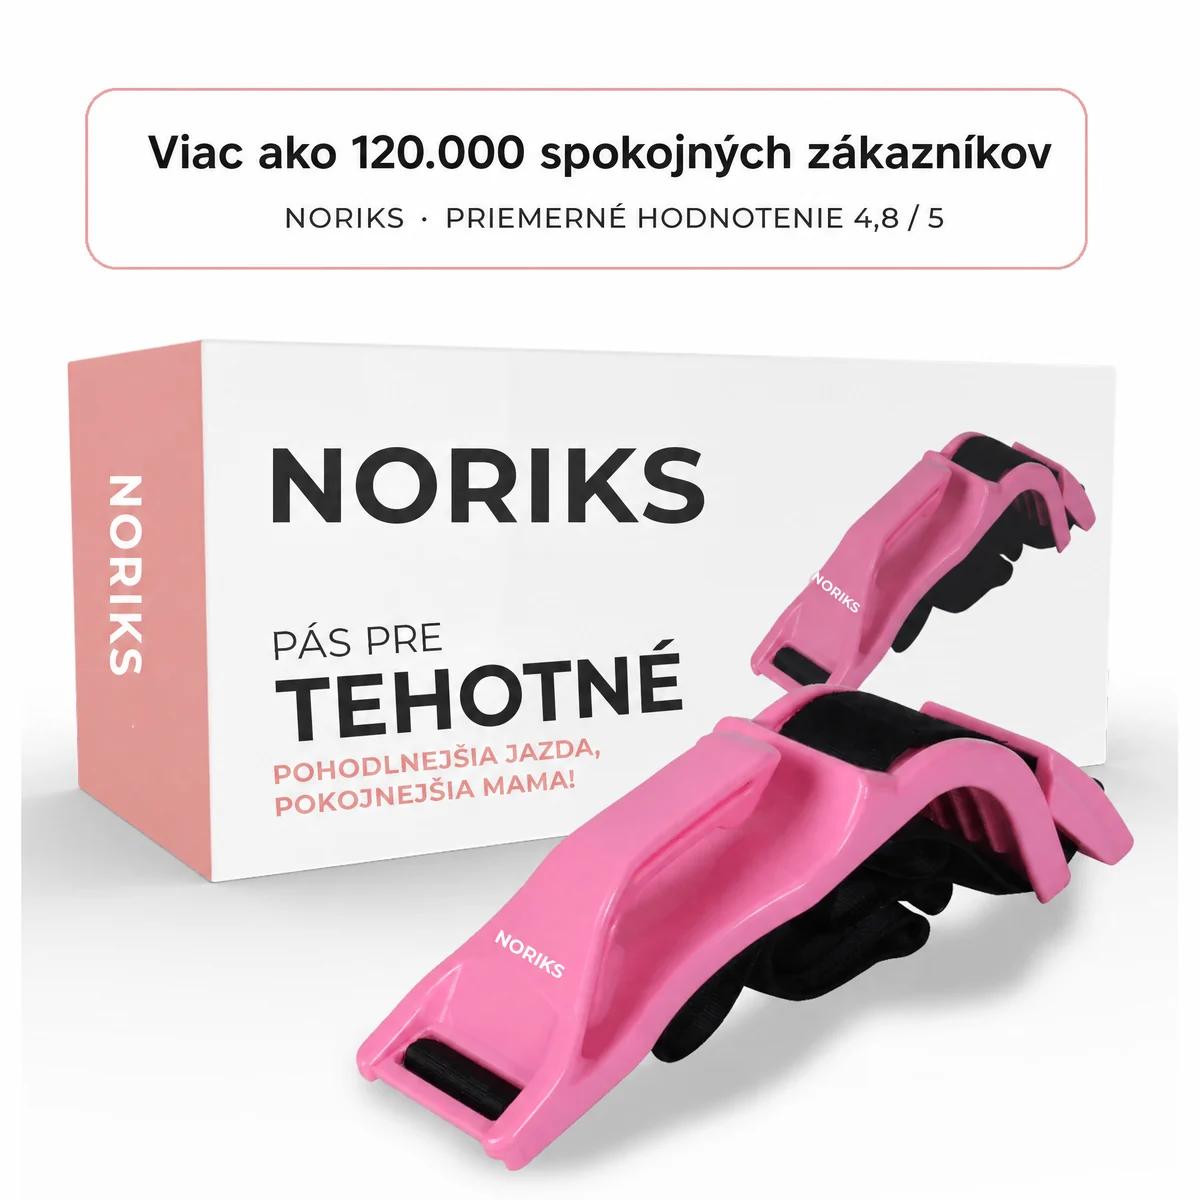 Viac ako 120.000 spokojných zákazníkov
NORIKS · PRIEMERNÉ HODNOTENIE 4,8 / 5
NORIKS
NORIKS
PÁS PRE
TEHOTNÉ
POHODLNEJŠIA JAZDA,
POKOJNEJŠIA MAMA!
NORIKS
NORIKS